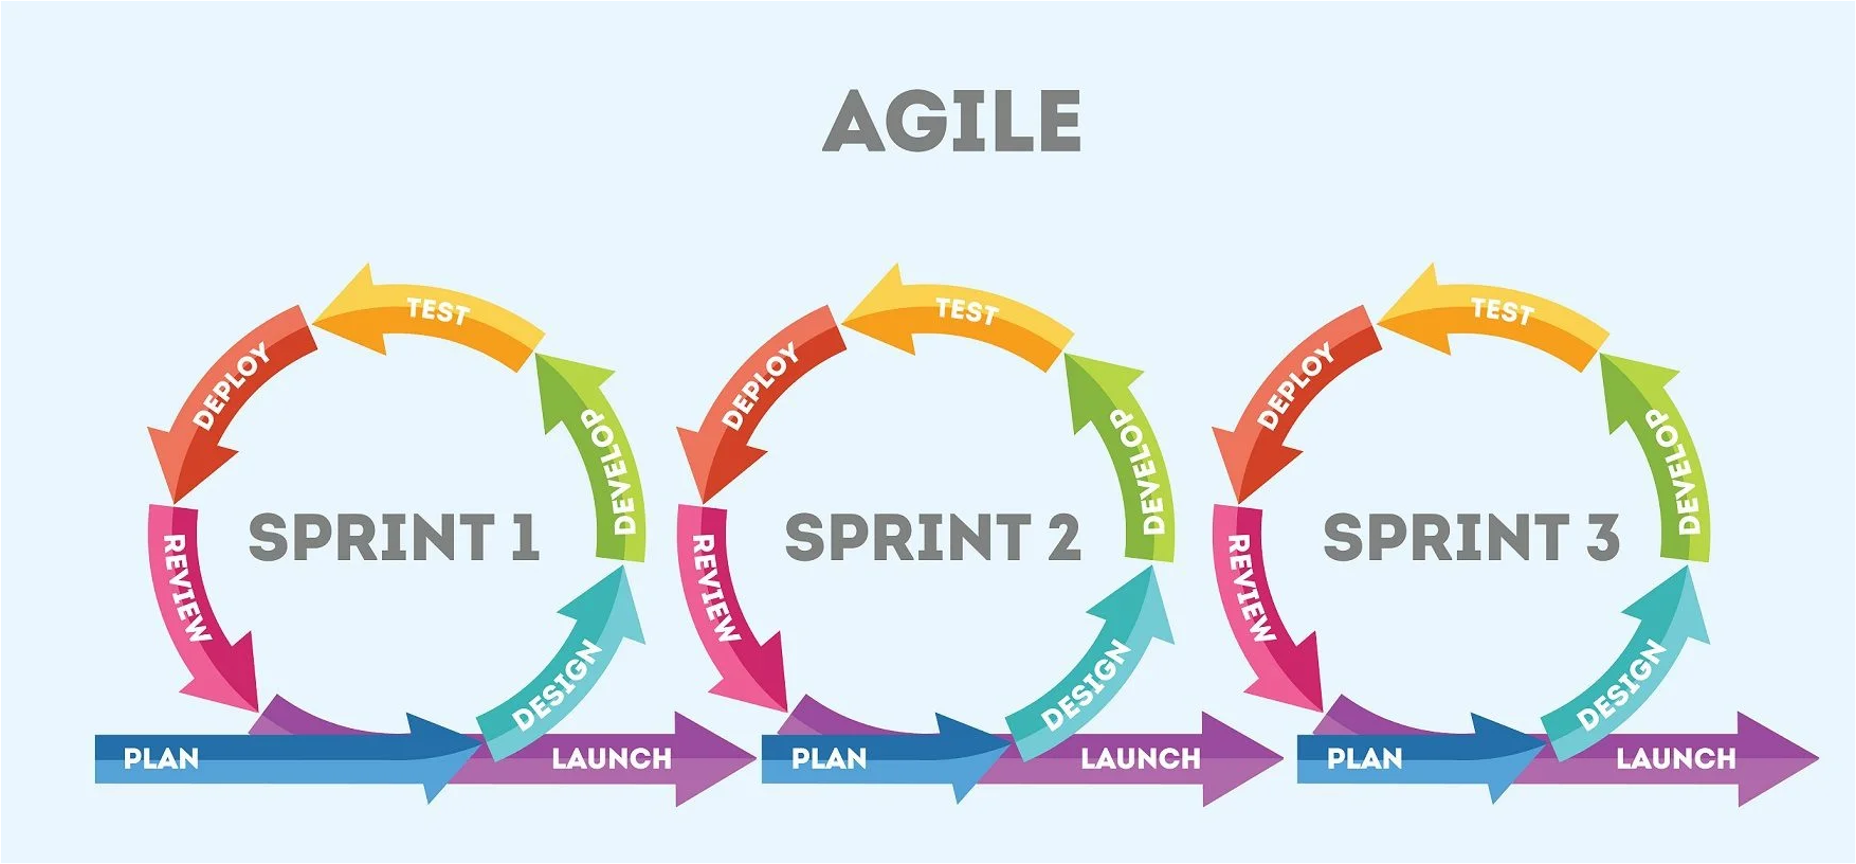 AGILE
SPRINT 1
PLAN
DESIGN
DEVELOP
TEST
DEPLOY
REVIEW
LAUNCH
SPRINT 2
PLAN
DESIGN
DEVELOP
TEST
DEPLOY
REVIEW
LAUNCH
SPRINT 3
PLAN
DESIGN
DEVELOP
TEST
DEPLOY
REVIEW
LAUNCH